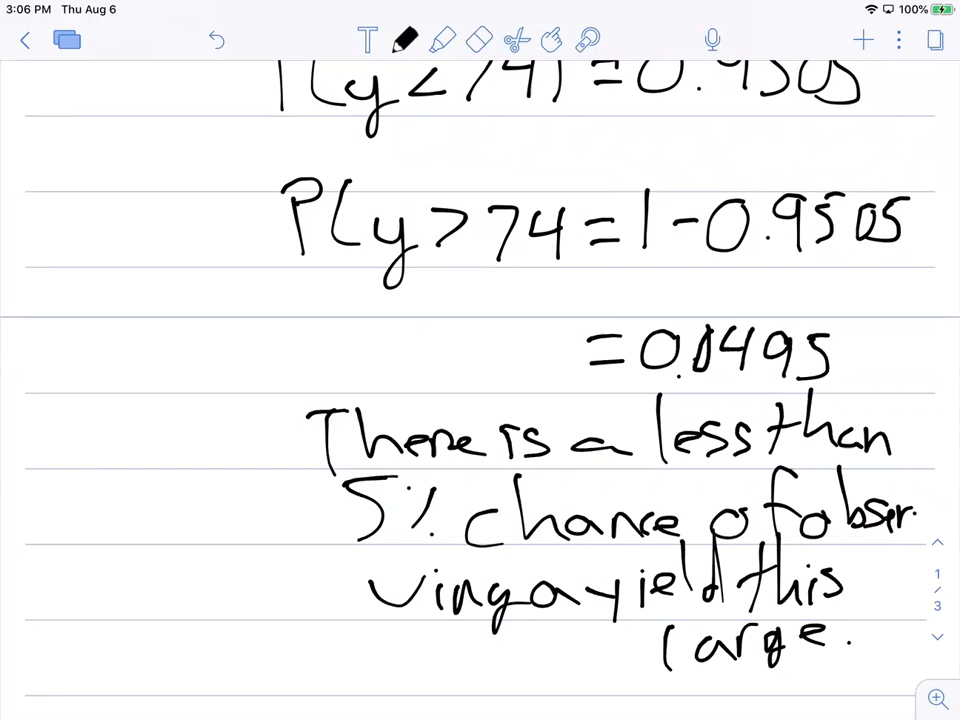 3:06 PM Thu Aug 6 100%
P(y<74)=0.9505
P(y>74=1-0.9505
=0.0495
There is a less than
5% chance of obser-
ving a yield this
large.
1
/
3